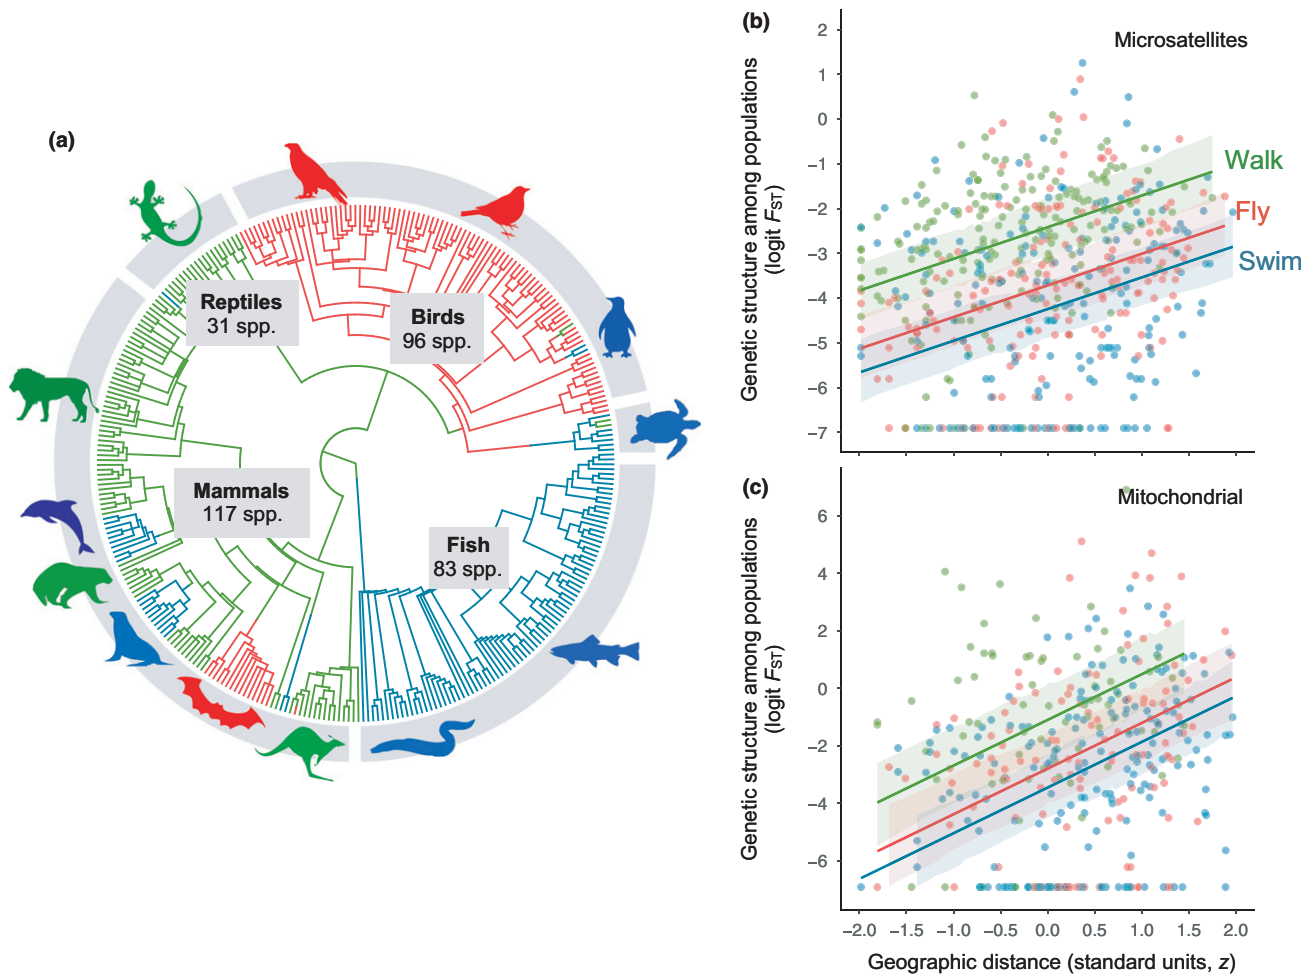 (a)
Reptiles
31 spp.
Birds
96 spp.
Mammals
117 spp.
Fish
83 spp.
(b)
Microsatellites
Genetic structure among populations
(logit FST)
2
1
0
−1
−2
−3
−4
−5
−6
−7
Walk
Fly
Swim
(c)
Mitochondrial
Genetic structure among populations
(logit FST)
6
4
2
0
−2
−4
−6
−2.0 −1.5 −1.0 −0.5 0.0 0.5 1.0 1.5 2.0
Geographic distance (standard units, z)